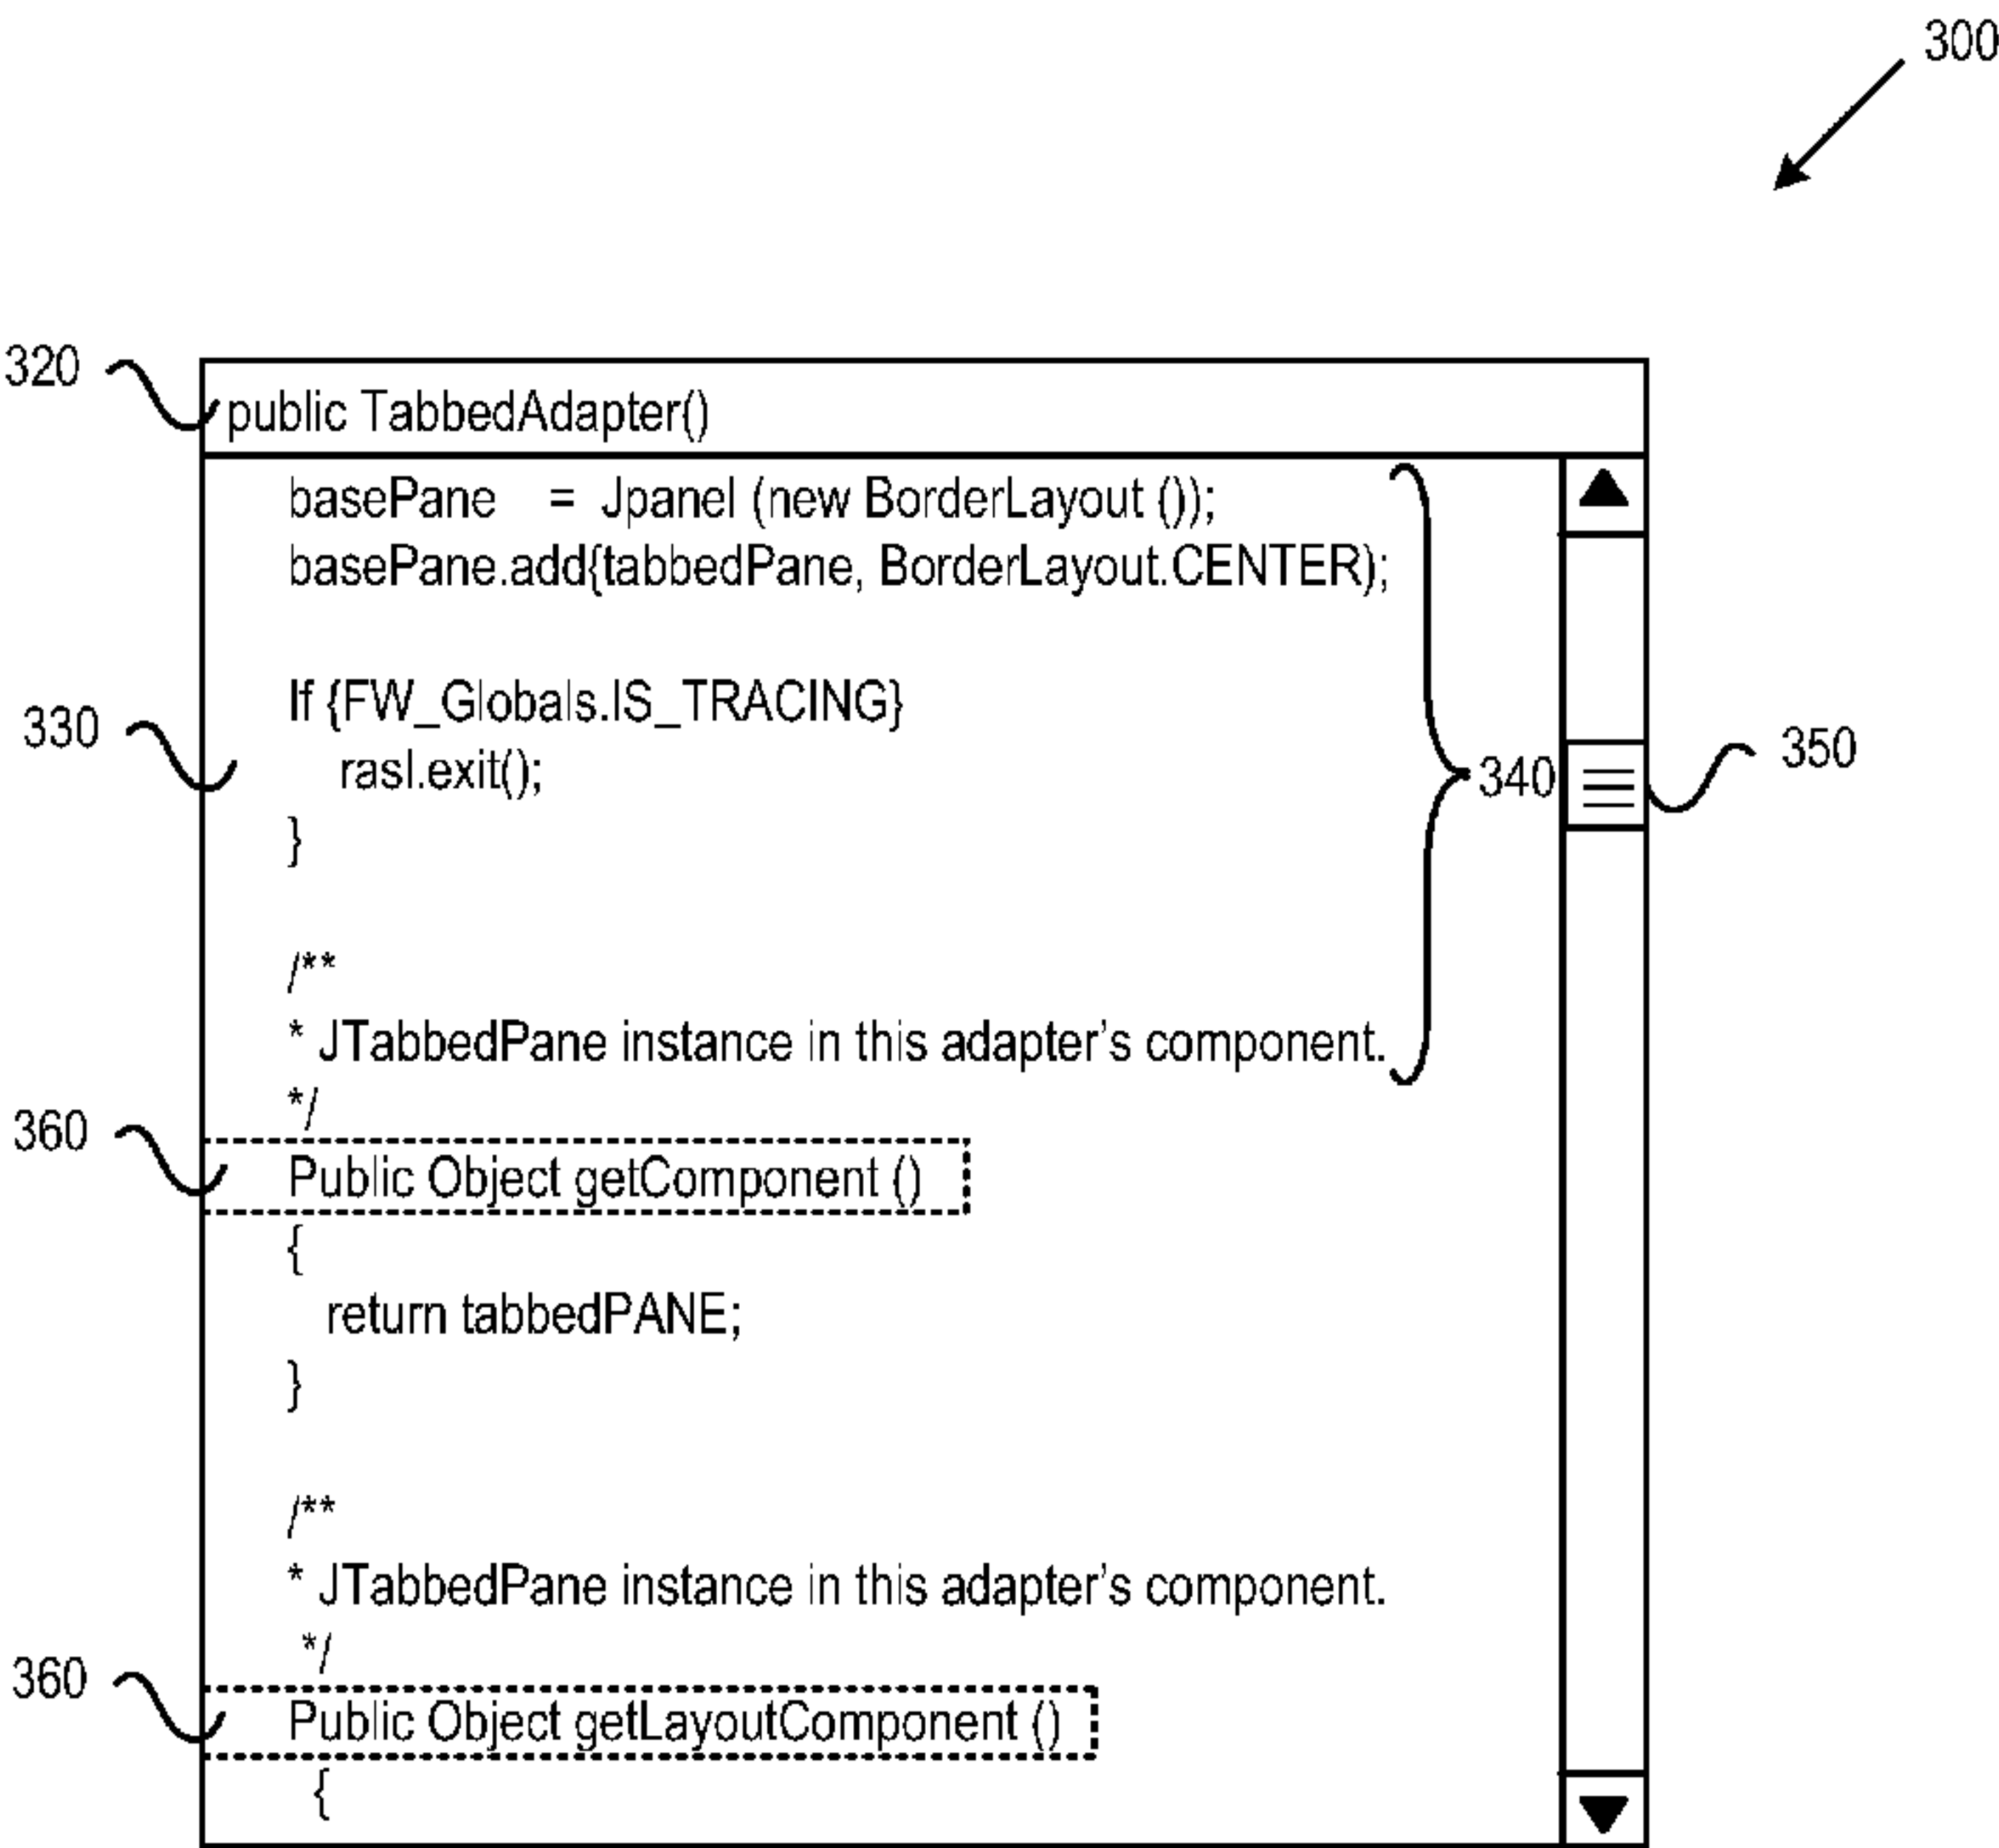 300
320
public TabbedAdapter()
basePane = Jpanel (new BorderLayout ());
basePane.add{tabbedPane, BorderLayout.CENTER);
If {FW_Globals.IS_TRACING}
330
rasl.exit();
340
350
}
/**
* JTabbedPane instance in this adapter's component.
*/
360
Public Object getComponent ()
{
return tabbedPANE;
}
/**
* JTabbedPane instance in this adapter's component.
*/
360
Public Object getLayoutComponent ()
{